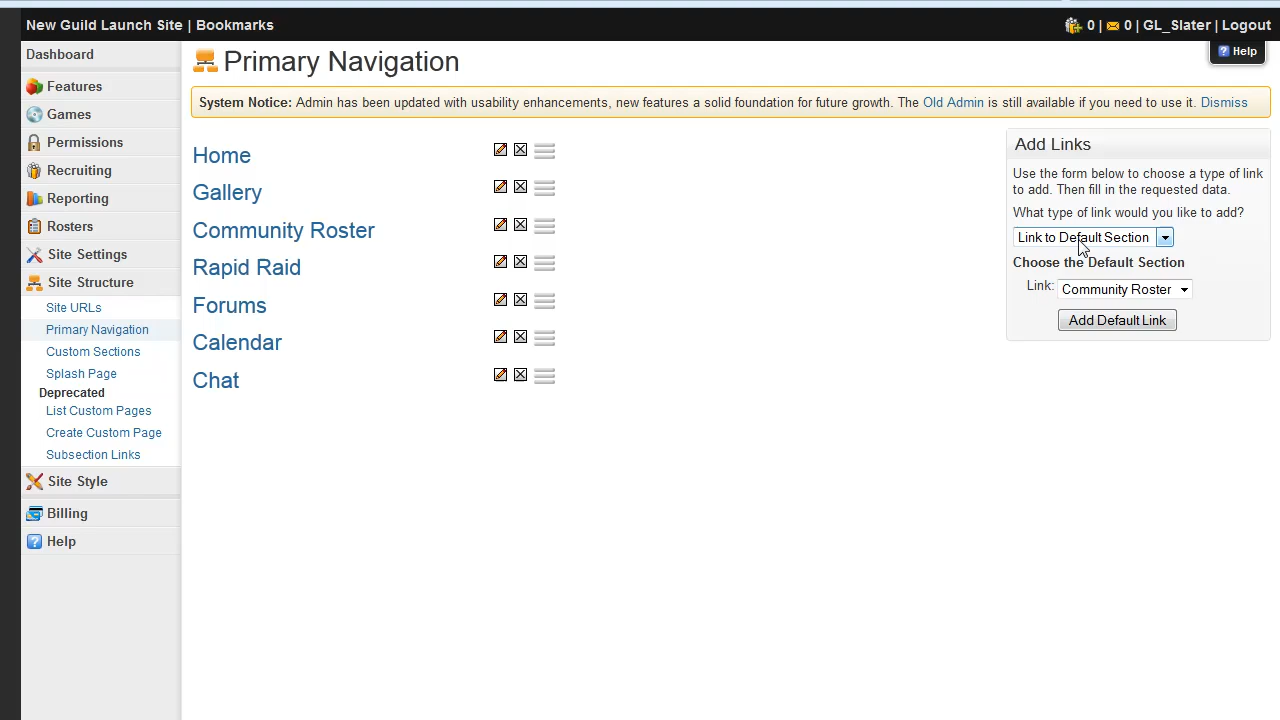 New Guild Launch Site | Bookmarks
0 | 0 | GL_Slater | Logout
Dashboard
Features
Games
Permissions
Recruiting
Reporting
Rosters
Site Settings
Site Structure
Site URLs
Primary Navigation
Custom Sections
Splash Page
Deprecated
List Custom Pages
Create Custom Page
Subsection Links
Site Style
Billing
? Help
Primary Navigation
? Help
System Notice: Admin has been updated with usability enhancements, new features a solid foundation for future growth. The Old Admin is still available if you need to use it. Dismiss
Home
Gallery
Community Roster
Rapid Raid
Forums
Calendar
Chat
Add Links
Use the form below to choose a type of link
to add. Then fill in the requested data.
What type of link would you like to add?
Link to Default Section
Choose the Default Section
Link: Community Roster
Add Default Link